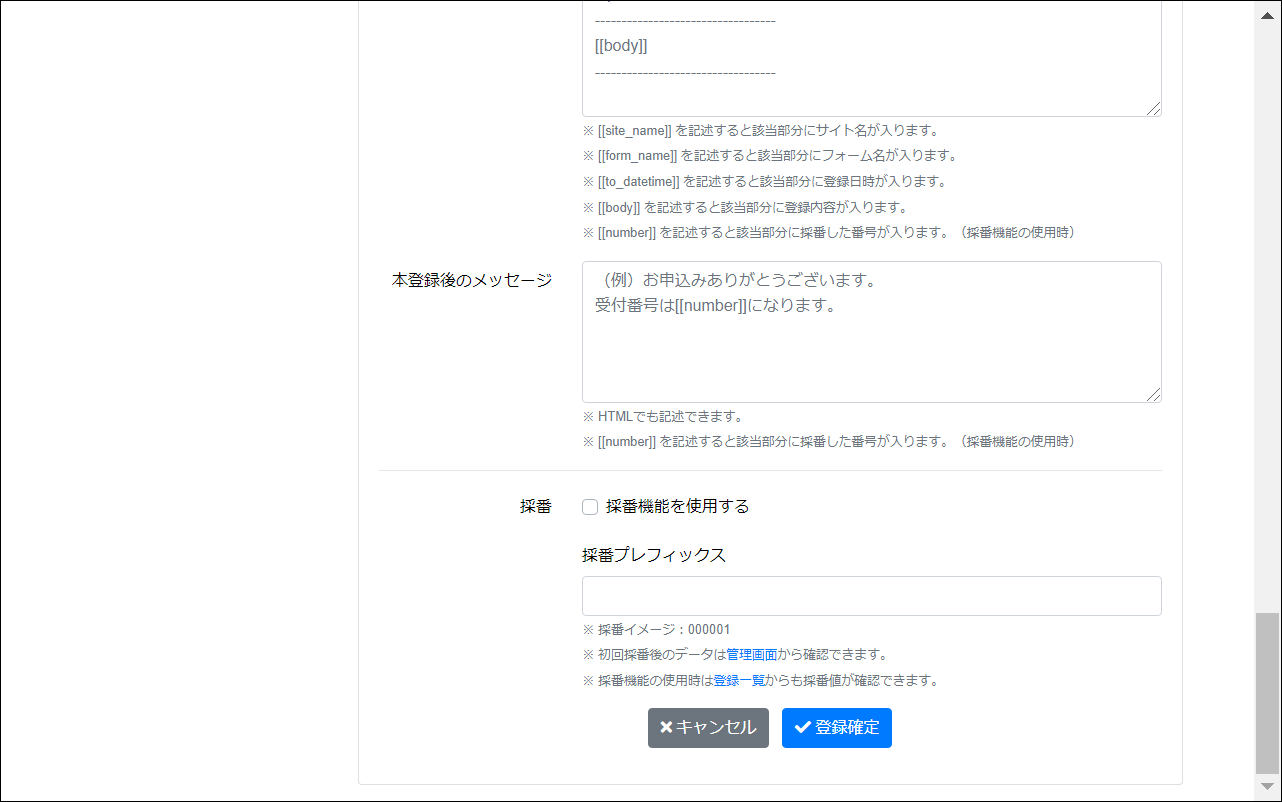 ----------------------------------
[[body]]
----------------------------------
※ [[site_name]] を記述すると該当部分にサイト名が入ります。
※ [[form_name]] を記述すると該当部分にフォーム名が入ります。
※ [[to_datetime]] を記述すると該当部分に登録日時が入ります。
※ [[body]] を記述すると該当部分に登録内容が入ります。
※ [[number]] を記述すると該当部分に採番した番号が入ります。（採番機能の使用時）
本登録後のメッセージ
（例）お申込みありがとうございます。
受付番号は[[number]]になります。
※ HTMLでも記述できます。
※ [[number]] を記述すると該当部分に採番した番号が入ります。（採番機能の使用時）
採番
採番機能を使用する
採番プレフィックス
※ 採番イメージ：000001
※ 初回採番後のデータは管理画面から確認できます。
※ 採番機能の使用時は登録一覧からも採番値が確認できます。
キャンセル
登録確定